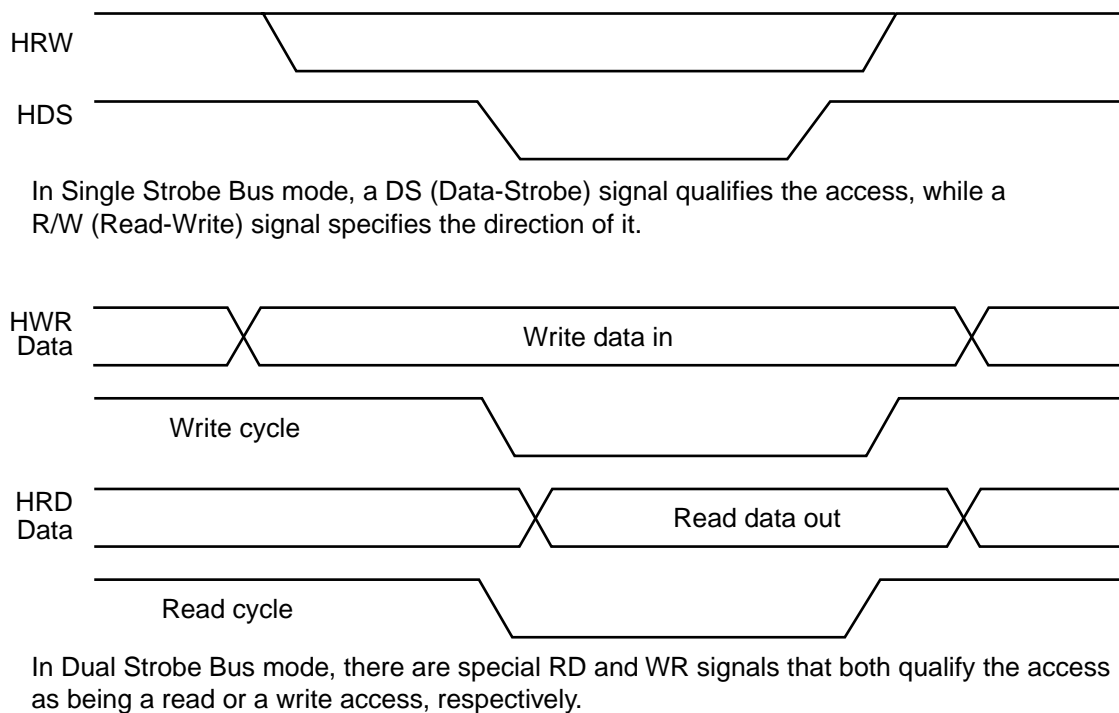 HRW
HDS
In Single Strobe Bus mode, a DS (Data-Strobe) signal qualifies the access, while a
R/W (Read-Write) signal specifies the direction of it.
HWR
Data
Write data in
Write cycle
HRD
Data
Read data out
Read cycle
In Dual Strobe Bus mode, there are special RD and WR signals that both qualify the access
as being a read or a write access, respectively.